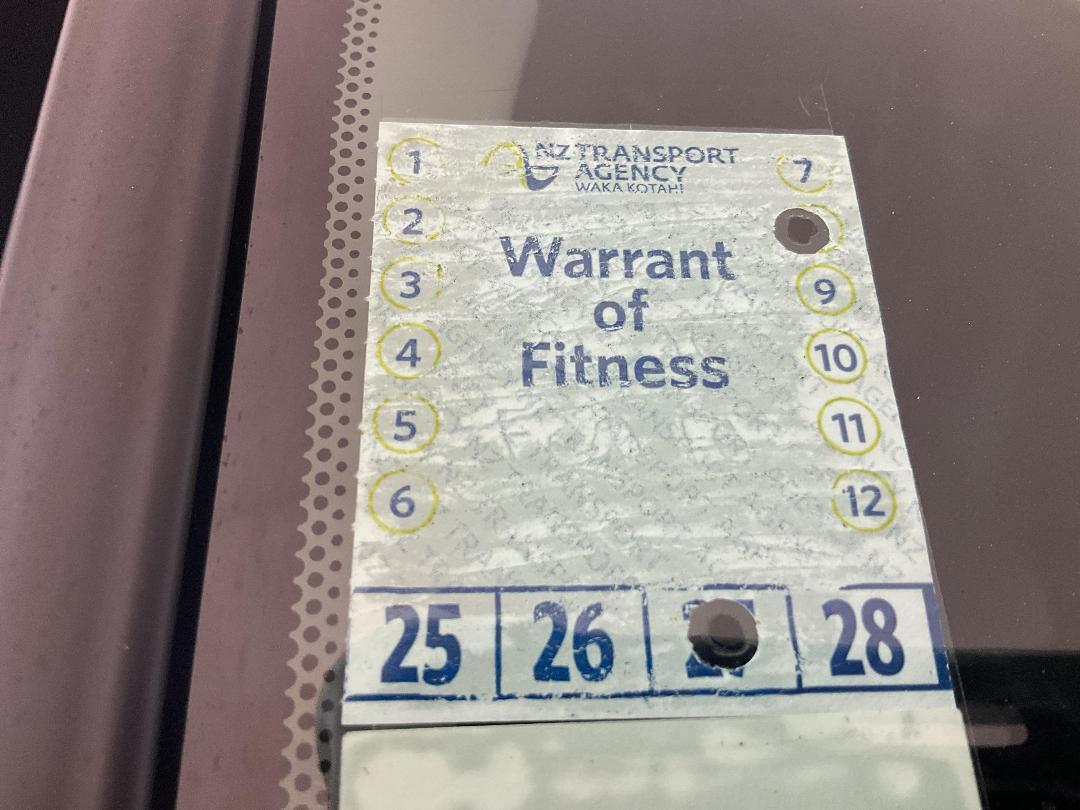 NZ TRANSPORT
AGENCY
WAKA KOTAHI
Warrant
of
Fitness
1
2
3
4
5
6
7
9
10
11
12
25 26 28